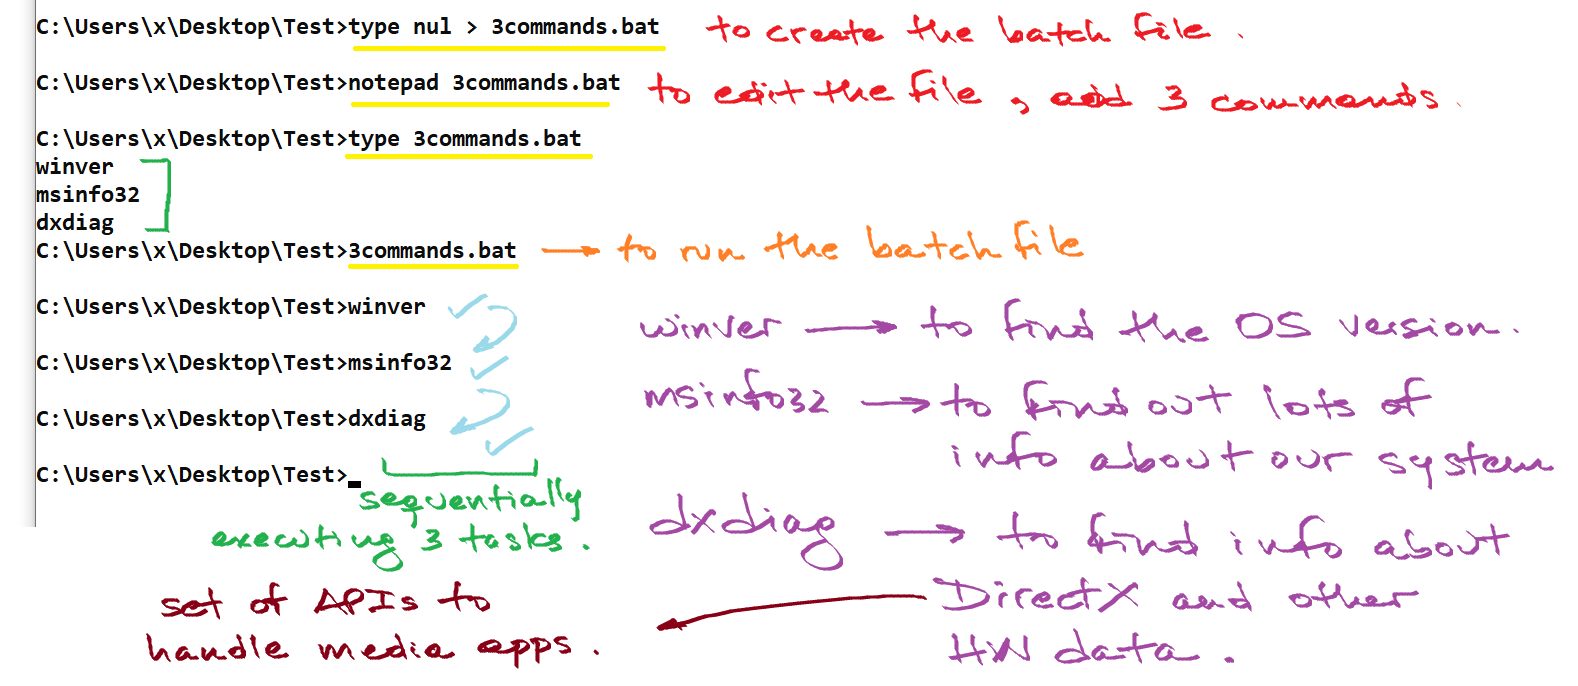 C:\Users\x\Desktop\Test>type nul > 3commands.bat to create the batch file.
C:\Users\x\Desktop\Test>notepad 3commands.bat to edit the file, add 3 commands.
C:\Users\x\Desktop\Test>type 3commands.bat
winver
msinfo32
dxdiag
C:\Users\x\Desktop\Test>3commands.bat → to run the batch file
C:\Users\x\Desktop\Test>winver
winver → to find the OS version.
C:\Users\x\Desktop\Test>msinfo32
msinfo32 → to find out lots of
info about our system
C:\Users\x\Desktop\Test>dxdiag
C:\Users\x\Desktop\Test>
sequentially
executing 3 tasks.
dxdiag → to find info about
DirectX and other
HW data.
set of APIs to
handle media apps.